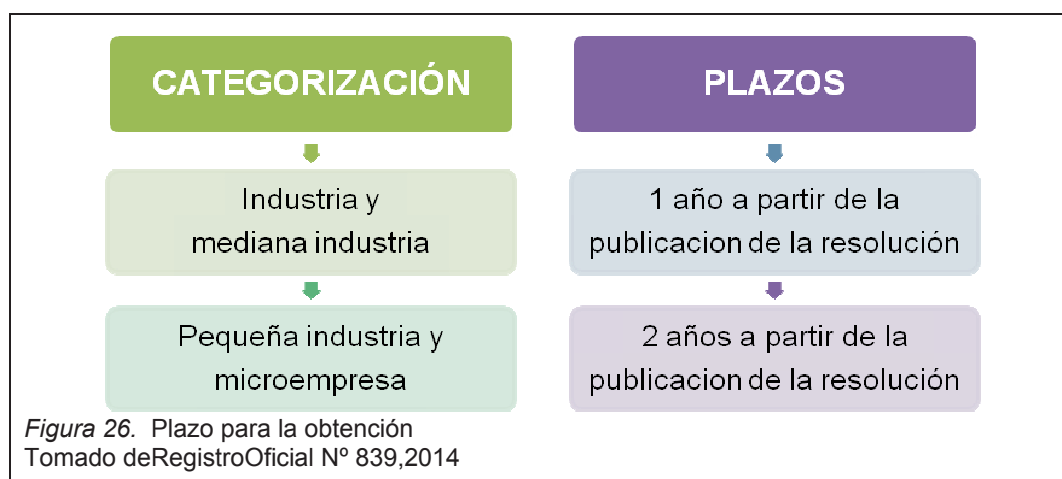 CATEGORIZACIÓN
Industria y
mediana industria
Pequeña industria y
microempresa
PLAZOS
1 año a partir de la
publicacion de la resolución
2 años a partir de la
publicacion de la resolución
Figura 26. Plazo para la obtención
Tomado deRegistroOficial Nº 839,2014